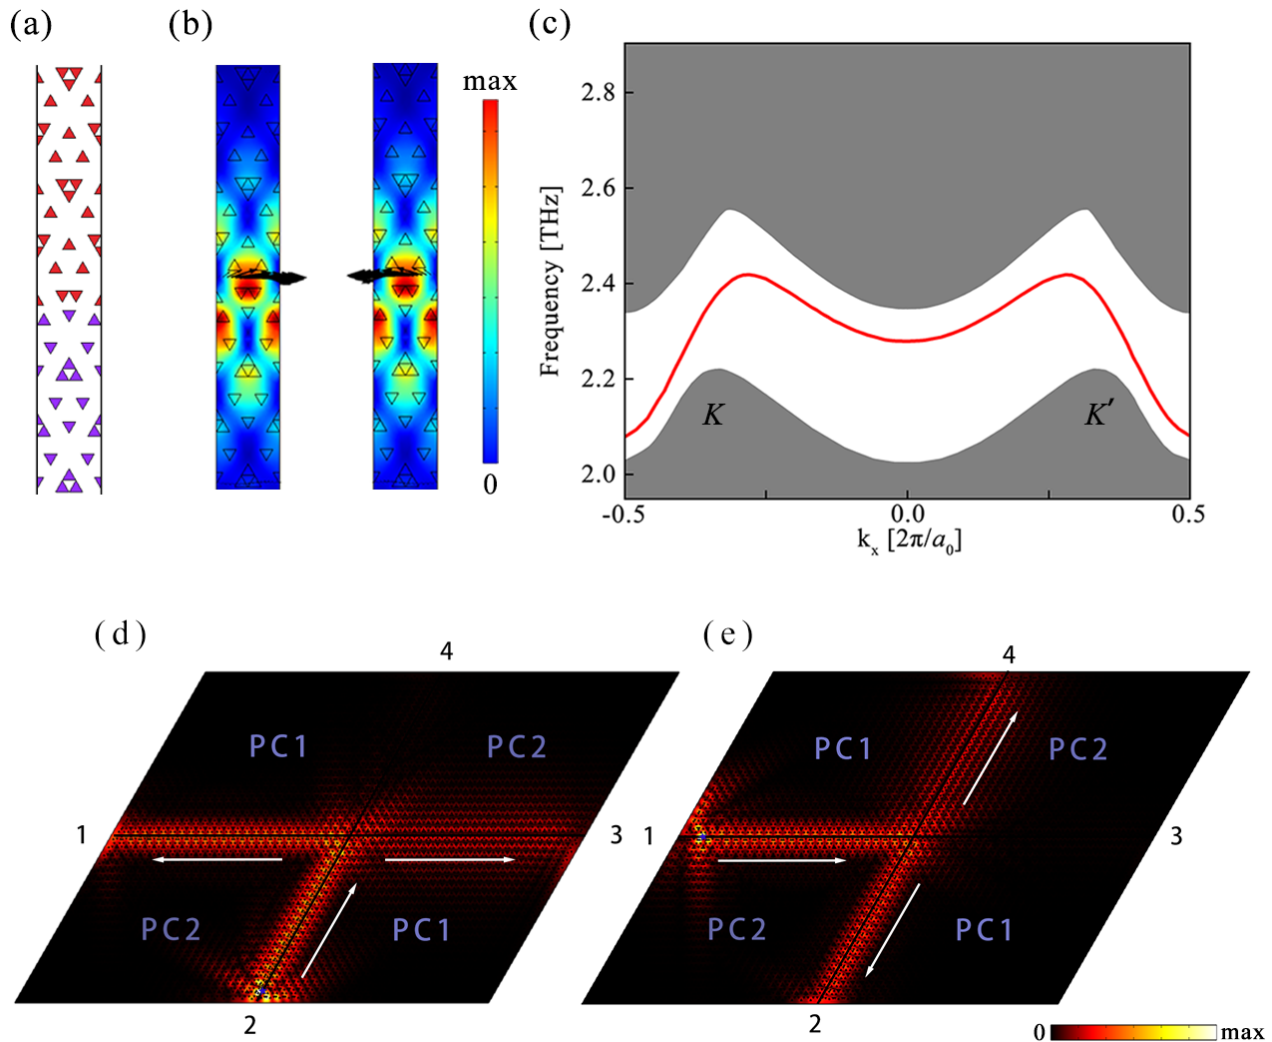 (a)
(b)
max
0
(c)
Frequency [THz]
2.8
2.6
2.4
2.2
2.0
K
K′
-0.5
0.0
0.5
kx [2π/a0]
(d)
4
PC1
PC2
1
3
PC2
PC1
2
(e)
4
PC1
PC2
1
3
PC2
PC1
2
0
max